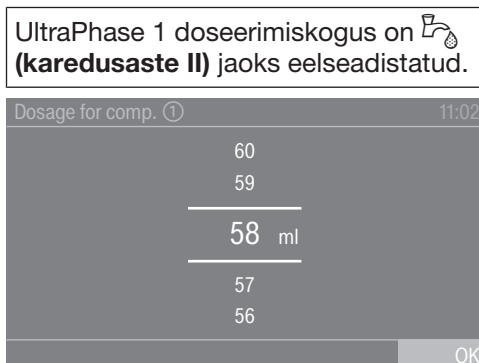 UltraPhase 1 doseerimiskogus on
(karedusaste II) jaoks eelseadistatud.
Dosage for comp. ① 11:02
60
59
58 ml
57
56
OK